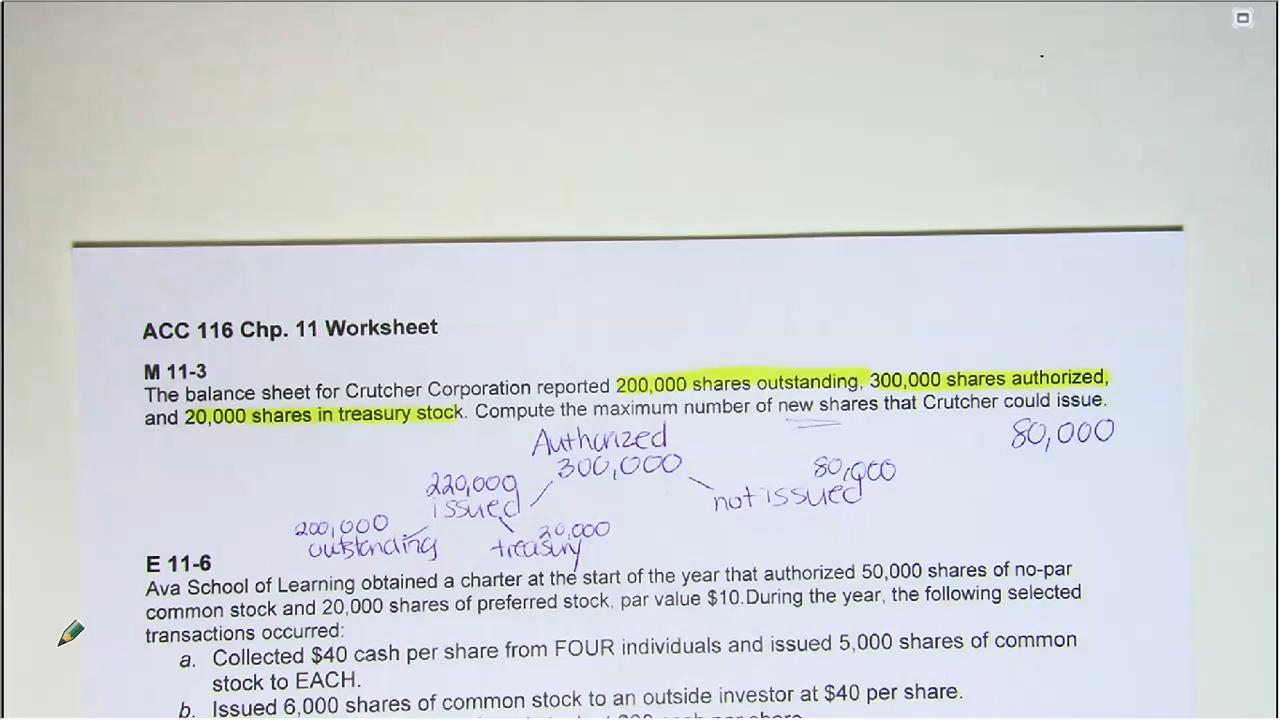 ACC 116 Chp. 11 Worksheet
M 11-3
The balance sheet for Crutcher Corporation reported 200,000 shares outstanding, 300,000 shares authorized,
and 20,000 shares in treasury stock. Compute the maximum number of new shares that Crutcher could issue.
80,000
Authorized
300,000
220,000
issued
80,000
not issued
200,000
outstanding
20,000
treasury
E 11-6
Ava School of Learning obtained a charter at the start of the year that authorized 50,000 shares of no-par
common stock and 20,000 shares of preferred stock, par value $10.During the year, the following selected
transactions occurred:
a. Collected $40 cash per share from FOUR individuals and issued 5,000 shares of common
stock to EACH.
b. Issued 6,000 shares of common stock to an outside investor at $40 per share.